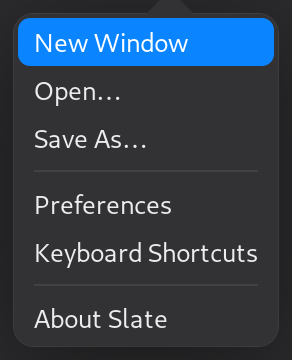 New Window
Open…
Save As…
Preferences
Keyboard Shortcuts
About Slate